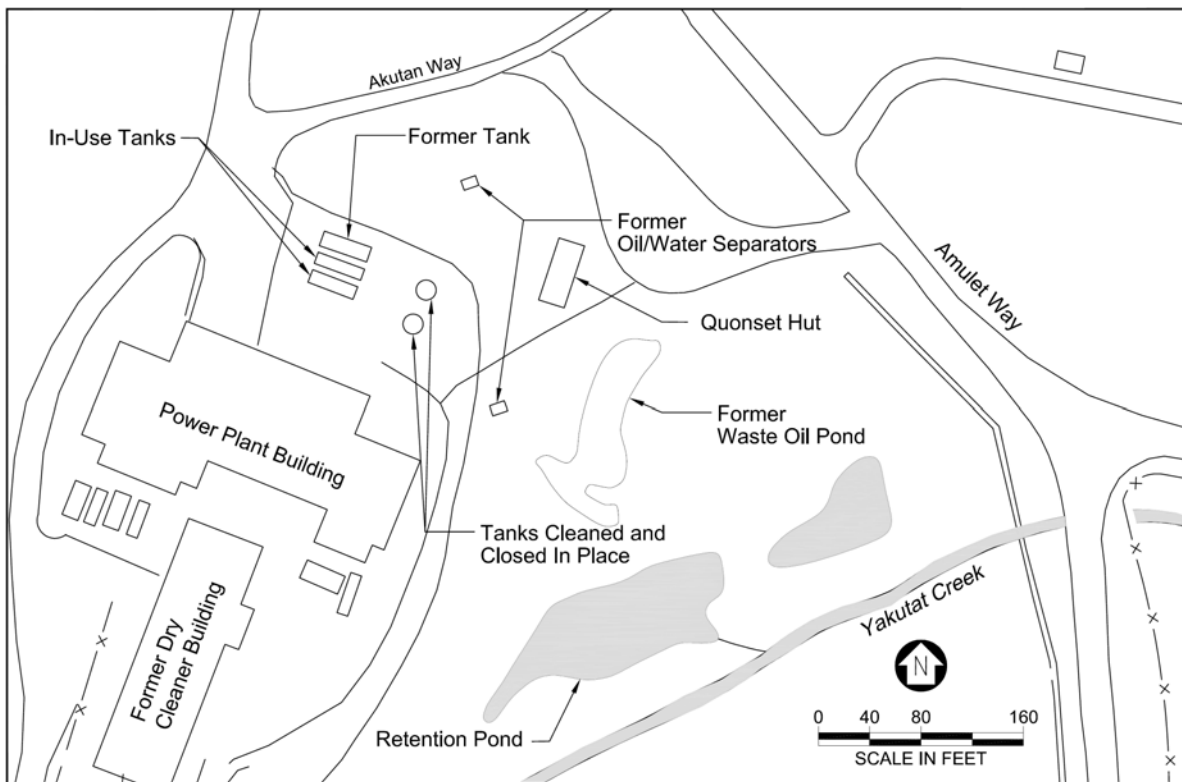 Akutan Way
In-Use Tanks
Former Tank
Former
Oil/Water Separators
Amulet Way
Quonset Hut
Power Plant Building
Former
Waste Oil Pond
Tanks Cleaned and
Closed In Place
Yakutat Creek
Former Dry
Cleaner Building
N
Retention Pond
0 40 80 160
SCALE IN FEET